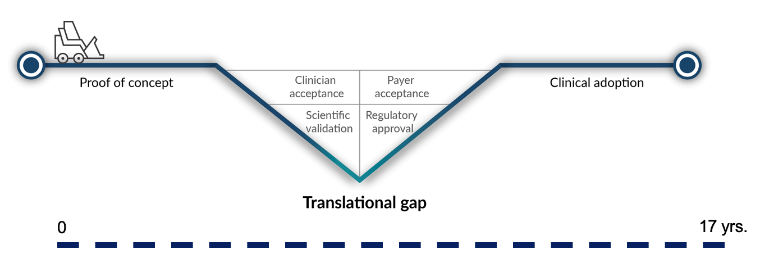 Proof of concept
Clinician
acceptance
Payer
acceptance
Scientific
validation
Regulatory
approval
Clinical adoption
Translational gap
0
17 yrs.